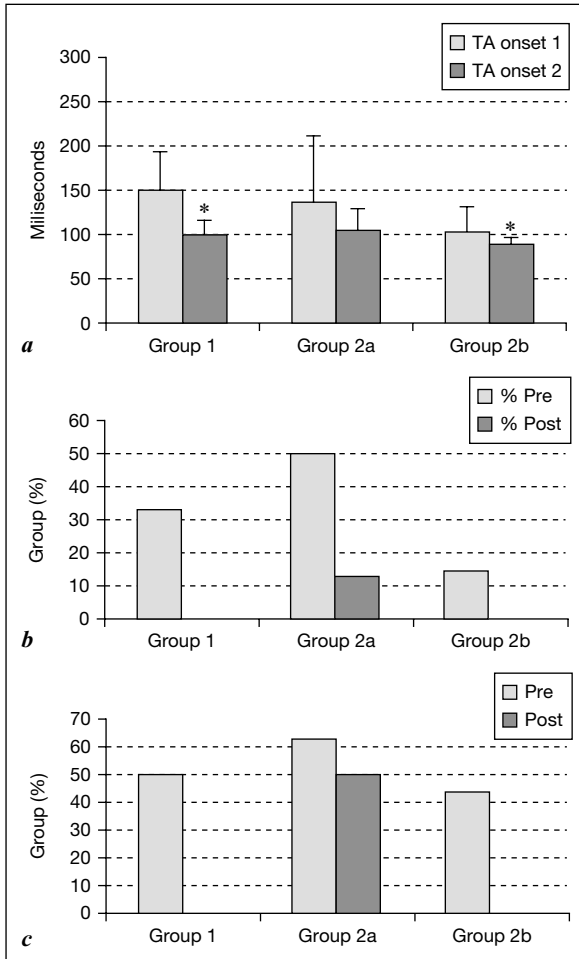 TA onset 1
TA onset 2
300
250
200
150
100
50
0
Miliseconds
*
*
Group 1 Group 2a Group 2b
a
% Pre
% Post
60
50
40
30
20
10
0
Group (%)
Group 1 Group 2a Group 2b
b
Pre
Post
70
60
50
40
30
20
10
0
Group (%)
Group 1 Group 2a Group 2b
c